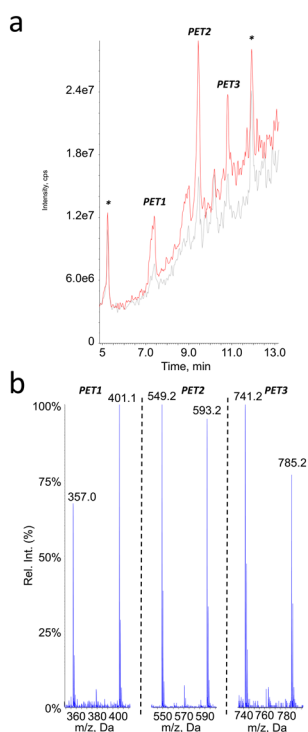 a
PET2
*
PET3
2.4e7
1.8e7
Intensity, cps
*
PET1
1.2e7
6.0e6
0
5 7.0 9.0 11.0 13.0
Time, min
b
PET1 PET2 PET3
401.1 549.2 593.2 741.2
100%
785.2
75%
357.0
Rel. Int. (%)
50%
25%
0%
360 380 400 550 570 590 740 760 780
m/z. Da m/z. Da m/z. Da